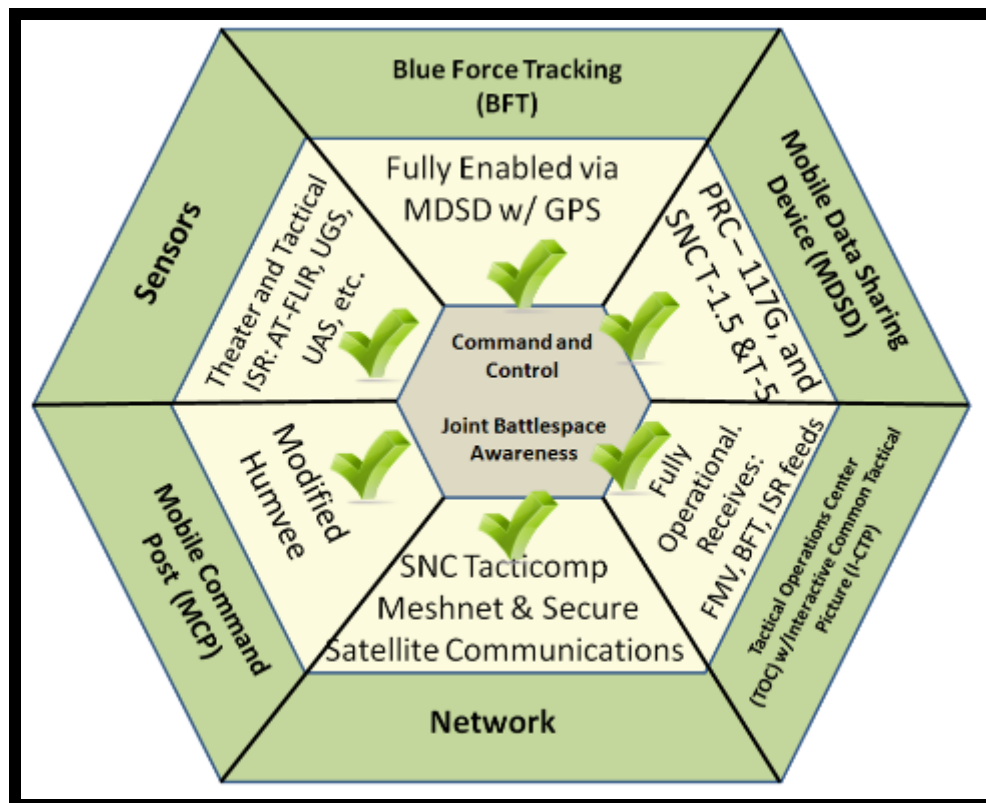 Blue Force Tracking
(BFT)
Fully Enabled via
MDSD w/ GPS
Mobile Data Sharing
Device (MDSD)
PRC – 117G, and
SNC T-1.5 &T-5
Tactical Operations Center
(TOC) w/Interactive Common Tactical
Picture (I-CTP)
Fully
Operational.
Receives:
FMV, BFT, ISR feeds
Network
SNC Tacticomp
Meshnet & Secure
Satellite Communications
Mobile Command
Post (MCP)
Modified
Humvee
Sensors
Theater and Tactical
ISR: AT-FLIR, UGS,
UAS, etc.
Command and
Control
Joint Battlespace
Awareness